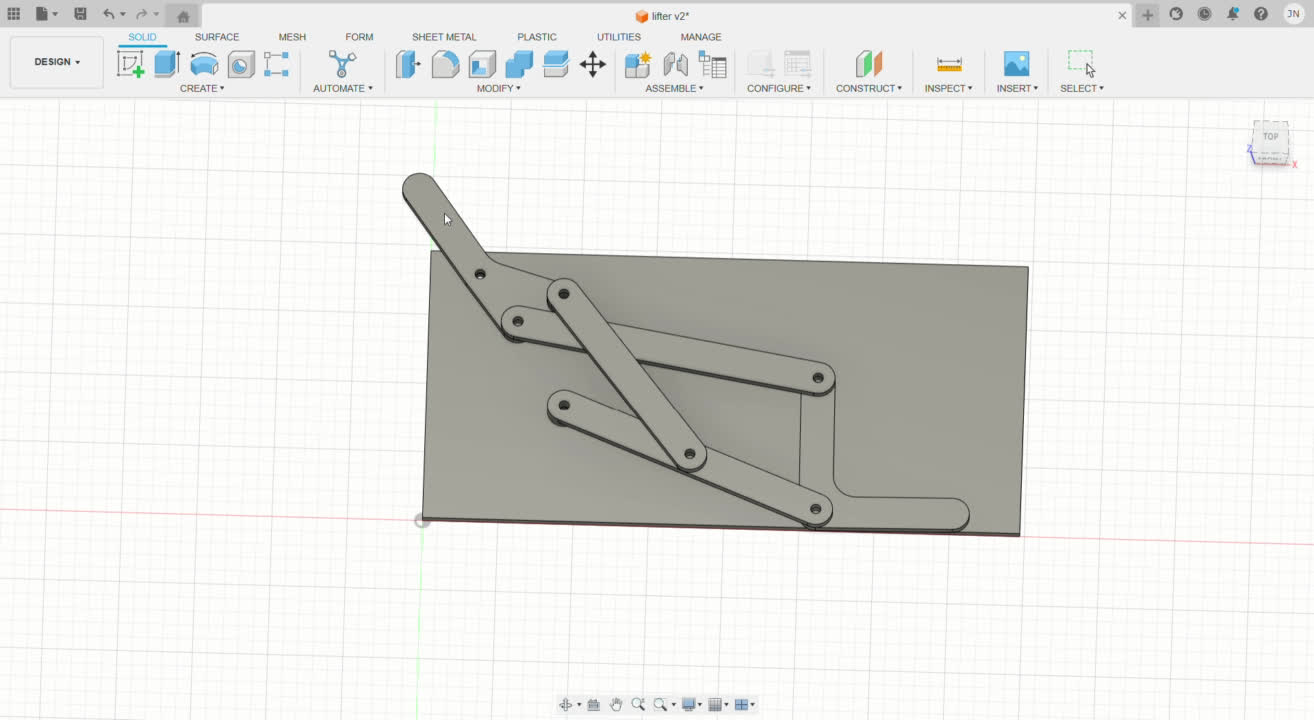 lifter v2*
JN
DESIGN
SOLID
SURFACE
MESH
FORM
SHEET METAL
PLASTIC
UTILITIES
MANAGE
CREATE
AUTOMATE
MODIFY
ASSEMBLE
CONFIGURE
CONSTRUCT
INSPECT
INSERT
SELECT
TOP
Z
X